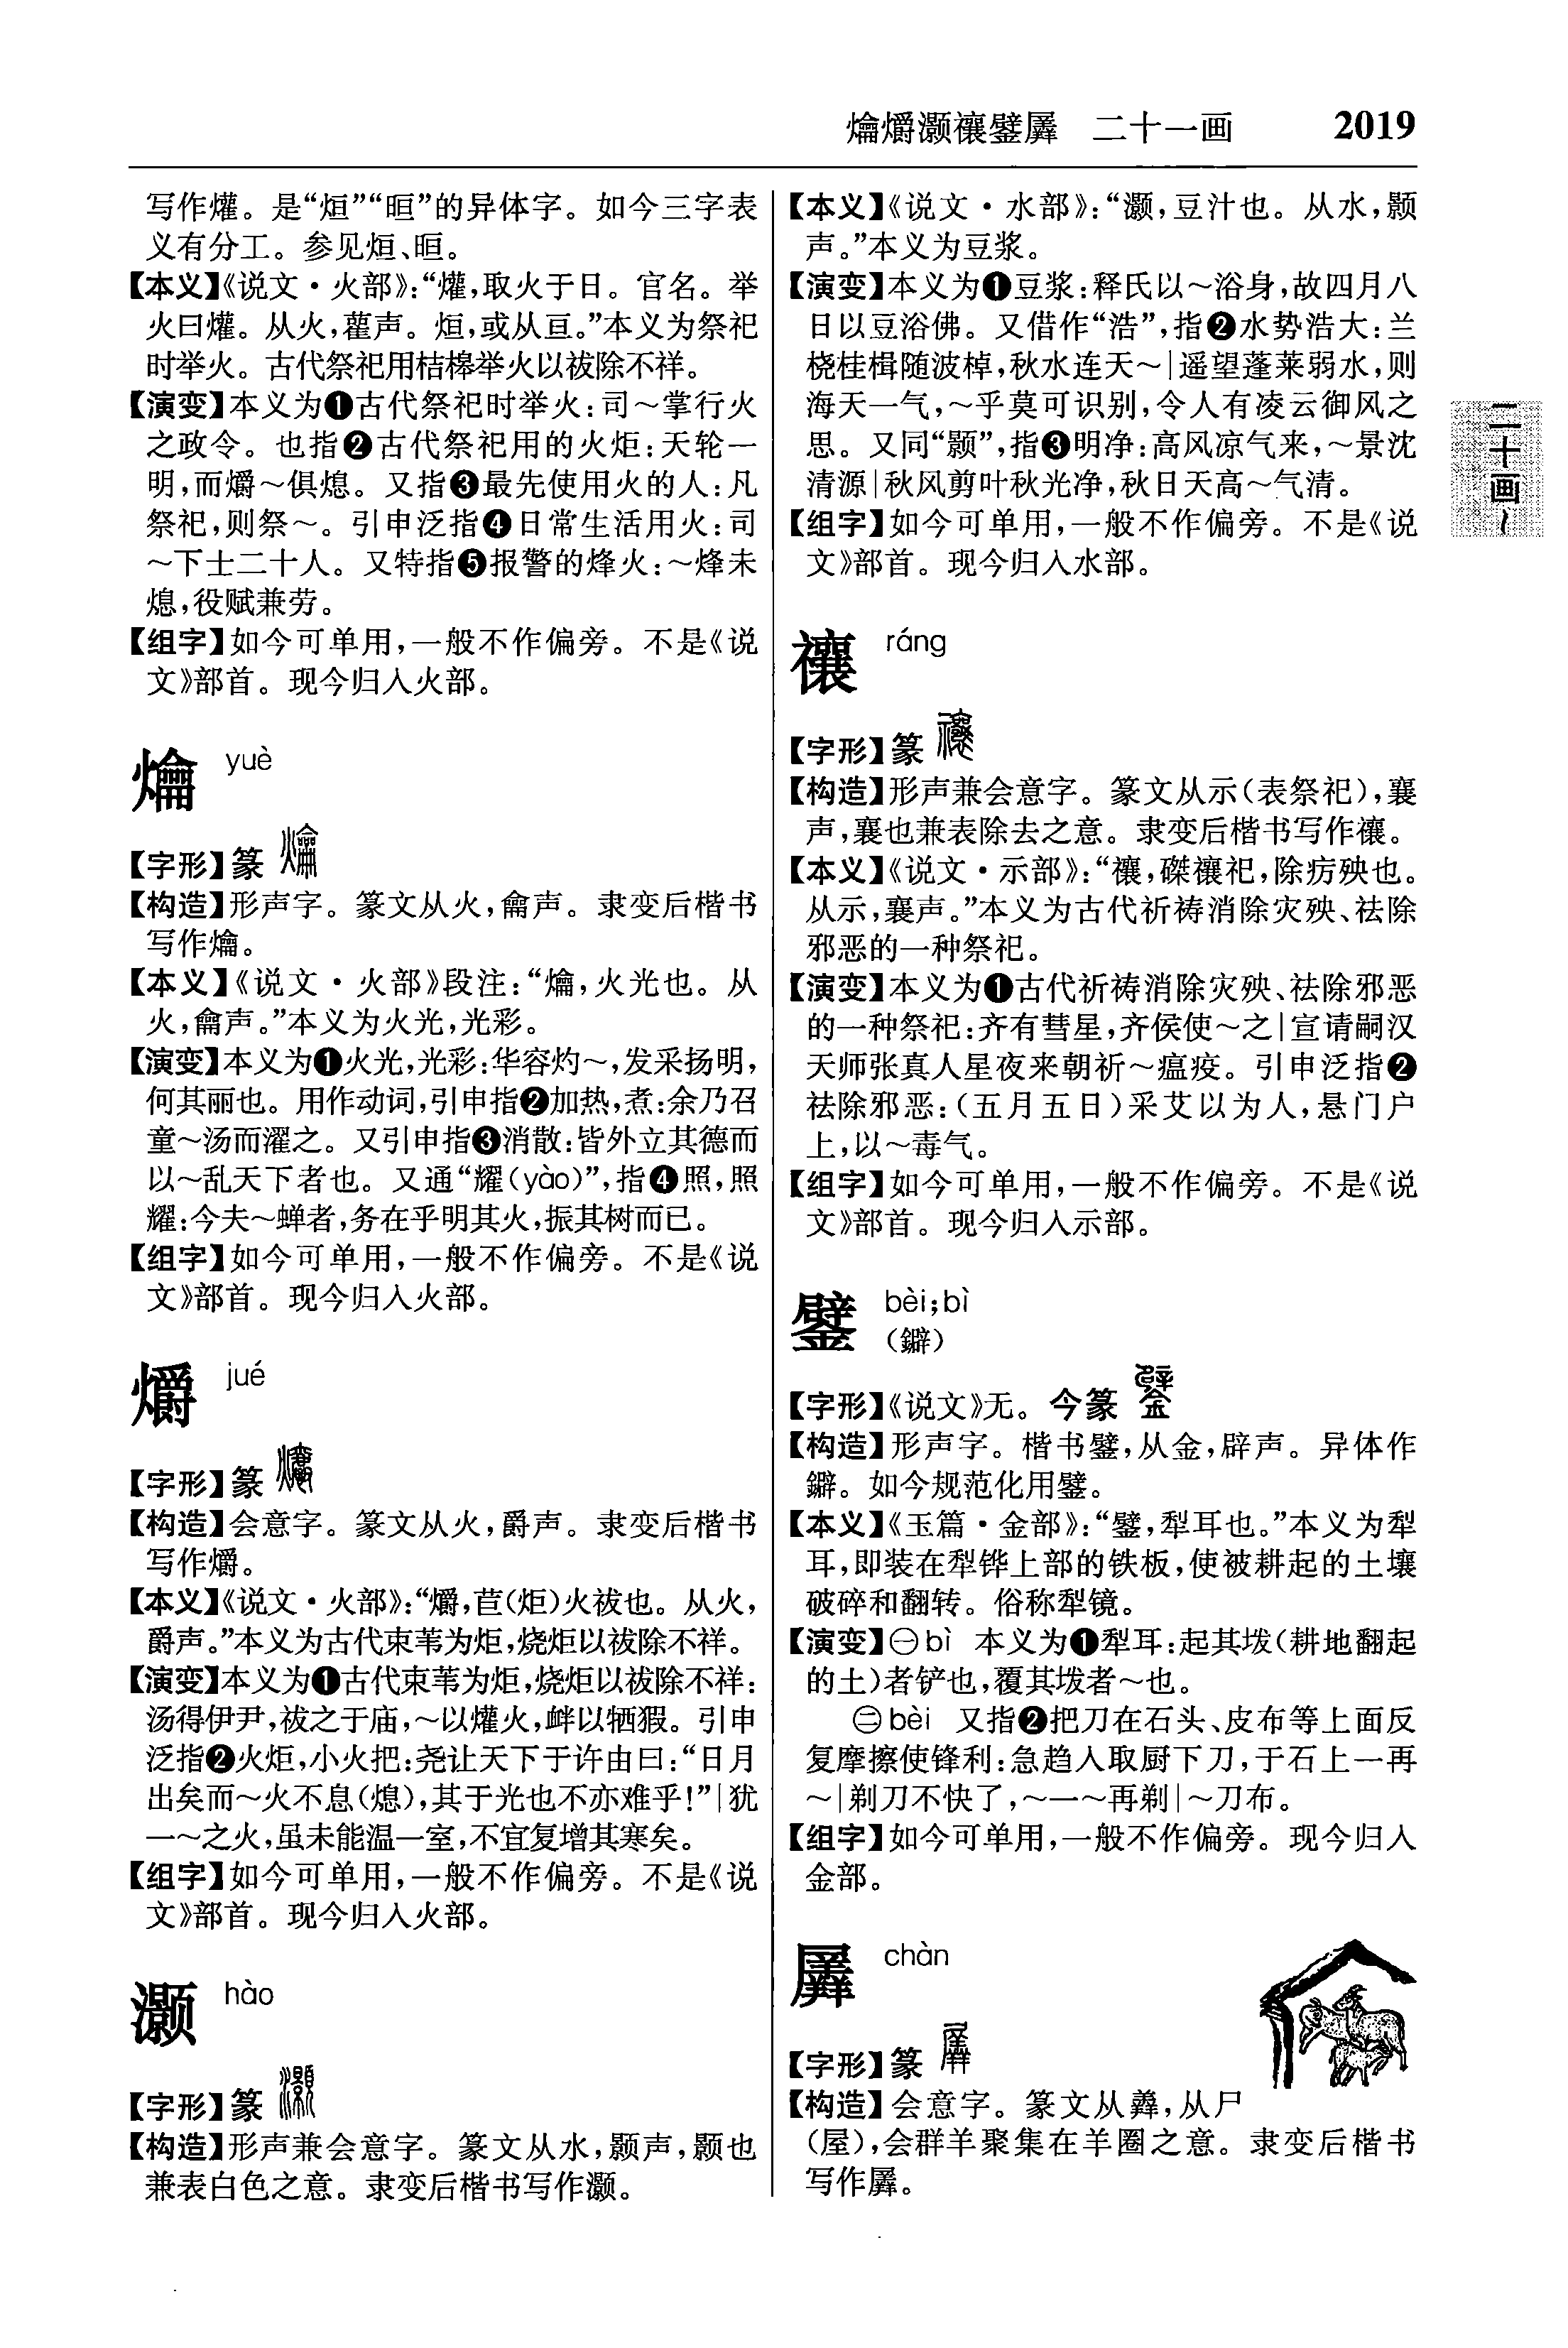 爚爝灏禳鐾羼 二十一画 2019
写作爟。是“烜”“晅”的异体字。如今三字表
义有分工。参见烜、晅。
【本义】《说文·火部》：“爟，取火于日。官名。举
火曰爟。从火，雚声。烜，或从亘。”本义为祭祀
时举火。古代祭祀用桔槔举火以祓除不祥。
【演变】本义为❶古代祭祀时举火：司～掌行火
之政令。也指❷古代祭祀用的火炬：天轮一
明，而爝～俱熄。又指❸最先使用火的人：凡
祭祀，则祭～。引申泛指❹日常生活用火：司
～下士二十人。又特指❺报警的烽火：～烽未
熄，役赋兼劳。
【组字】如今可单用，一般不作偏旁。不是《说
文》部首。现今归入火部。
爚 yuè
【字形】篆
【构造】形声字。篆文从火，龠声。隶变后楷书
写作爚。
【本义】《说文·火部》段注：“爚，火光也。从
火，龠声。”本义为火光，光彩。
【演变】本义为❶火光，光彩：华容灼～，发采扬明，
何其丽也。用作动词，引申指❷加热，煮：余乃召
童～汤而濯之。又引申指❸消散：皆外立其德而
以～乱天下者也。又通“耀（yào）”，指❹照，照
耀：今夫～蝉者，务在乎明其火，振其树而已。
【组字】如今可单用，一般不作偏旁。不是《说
文》部首。现今归入火部。
爝 jué
【字形】篆
【构造】会意字。篆文从火，爵声。隶变后楷书
写作爝。
【本义】《说文·火部》：“爝，苣（炬）火祓也。从火，
爵声。”本义为古代束苇为炬，烧炬以祓除不祥。
【演变】本义为❶古代束苇为炬，烧炬以祓除不祥：
汤得伊尹，祓之于庙，～以爟火，衅以牺猳。引申
泛指❷火炬，小火把：尧让天下于许由曰：“日月
出矣而～火不息（熄），其于光也不亦难乎！”｜犹
一～之火，虽未能温一室，不宜复增其寒矣。
【组字】如今可单用，一般不作偏旁。不是《说
文》部首。现今归入火部。
灏 hào
【字形】篆
【构造】形声兼会意字。篆文从水，颢声，颢也
兼表白色之意。隶变后楷书写作灏。
【本义】《说文·水部》：“灏，豆汁也。从水，颢
声。”本义为豆浆。
【演变】本义为❶豆浆：释氏以～浴身，故四月八
日以豆浴佛。又借作“浩”，指❷水势浩大：兰
桡桂楫随波棹，秋水连天～｜遥望蓬莱弱水，则
海天一气，～乎莫可识别，令人有凌云御风之
思。又同“颢”，指❸明净：高风凉气来，～景沈
清源｜秋风剪叶秋光净，秋日天高～气清。
【组字】如今可单用，一般不作偏旁。不是《说
文》部首。现今归入水部。
禳 ráng
【字形】篆
【构造】形声兼会意字。篆文从示（表祭祀），襄
声，襄也兼表除去之意。隶变后楷书写作禳。
【本义】《说文·示部》：“禳，磔禳祀，除疠殃也。
从示，襄声。”本义为古代祈祷消除灾殃、祛除
邪恶的一种祭祀。
【演变】本义为❶古代祈祷消除灾殃、祛除邪恶
的一种祭祀：齐有彗星，齐侯使～之｜宣请嗣汉
天师张真人星夜来朝祈～瘟疫。引申泛指❷
祛除邪恶：（五月五日）采艾以为人，悬门户
上，以～毒气。
【组字】如今可单用，一般不作偏旁。不是《说
文》部首。现今归入示部。
鐾 bèi；bì
（鐴）
【字形】《说文》无。今篆
【构造】形声字。楷书鐾，从金，辟声。异体作
鐴。如今规范化用鐾。
【本义】《玉篇·金部》：“鐾，犁耳也。”本义为犁
耳，即装在犁铧上部的铁板，使被耕起的土壤
破碎和翻转。俗称犁镜。
【演变】㊀bì 本义为❶犁耳：起其坺（耕地翻起
的土）者铲也，覆其坺者～也。
㊁bèi 又指❷把刀在石头、皮布等上面反
复摩擦使锋利：急趋入取厨下刀，于石上一再
～｜剃刀不快了，～一～再剃｜～刀布。
【组字】如今可单用，一般不作偏旁。现今归入
金部。
羼 chàn
【字形】篆
【构造】会意字。篆文从羴，从尸
（屋），会群羊聚集在羊圈之意。隶变后楷书
写作羼。
二十画～